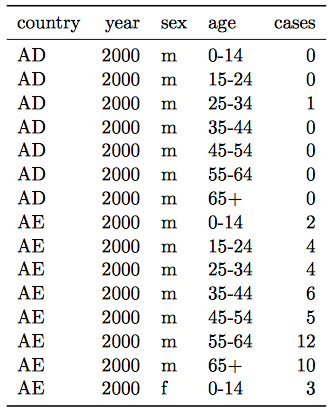 country year sex age cases
AD 2000 m 0-14 0
AD 2000 m 15-24 0
AD 2000 m 25-34 1
AD 2000 m 35-44 0
AD 2000 m 45-54 0
AD 2000 m 55-64 0
AD 2000 m 65+ 0
AE 2000 m 0-14 2
AE 2000 m 15-24 4
AE 2000 m 25-34 4
AE 2000 m 35-44 6
AE 2000 m 45-54 5
AE 2000 m 55-64 12
AE 2000 m 65+ 10
AE 2000 f 0-14 3